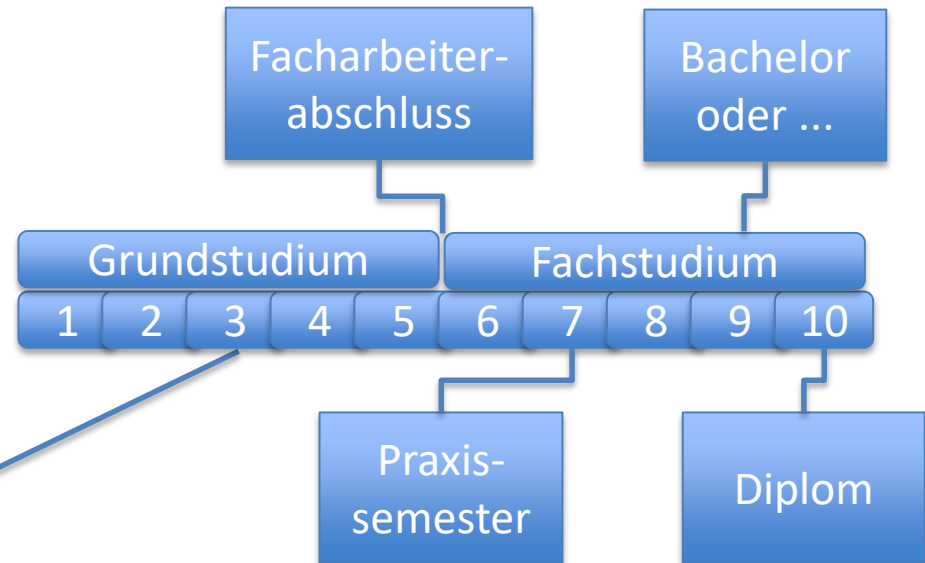 Facharbeiter-
abschluss
Bachelor
oder ...
Grundstudium
Fachstudium
1 2 3 4 5 6 7 8 9 10
Praxis-
semester
Diplom